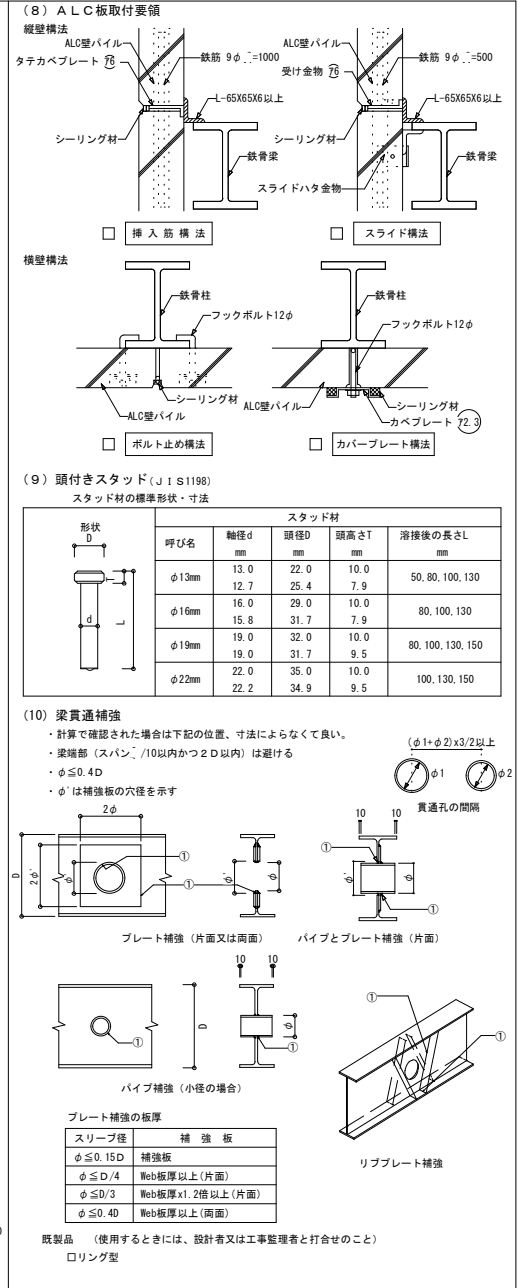 (8) ALC板取付要領
縦壁構法
ALC壁パイル
鉄筋 9φ =1000
タテカベプレート
L-65X65X6以上
シーリング材
鉄骨梁
□ 挿入筋構法
ALC壁パイル
鉄筋 9φ =500
受け金物
L-65X65X6以上
シーリング材
鉄骨梁
スライドハタ金物
□ スライド構法
横壁構法
鉄骨柱
フックボルト12φ
シーリング材
ALC壁パイル
□ ボルト止め構法
鉄骨柱
フックボルト12φ
ALC壁パイル
シーリング材
カベプレート
□ カバープレート構法
(9) 頭付きスタッド(JIS1198)
スタッド材の標準形状・寸法
形状
D
T
d
L
スタッド材
呼び名 軸径d mm 頭径D mm 頭高さT mm 溶接後の長さL mm
φ13mm 13.0 22.0 10.0 50,80,100,130
12.7 25.4 7.9
φ16mm 16.0 29.0 10.0 80,100,130
15.8 31.7 7.9
φ19mm 19.0 32.0 10.0 80,100,130,150
19.0 31.7 9.5
φ22mm 22.0 35.0 10.0 100,130,150
22.2 34.9 9.5
(10) 梁貫通補強
・計算で確認された場合は下記の位置、寸法によらなくて良い。
・梁端部(スパン /10以内かつ2D以内)は避ける
・φ≦0.4D
・φ'は補強板の穴径を示す
(φ1+φ2)x3/2以上
φ1
φ2
貫通孔の間隔
2φ
D
2φ'
φ'
①
①
φ'
φ
プレート補強(片面又は両面)
10 10
①
φ'
φ
①
パイプとプレート補強(片面)
①
D
10 10
φ
①
パイプ補強(小径の場合)
①
①
リブプレート補強
プレート補強の板厚
スリーブ径 補強板
φ≦0.15D 補強板
φ≦D/4 Web板厚以上(片面)
φ≦D/3 Web板厚x1.2倍以上(片面)
φ≦0.4D Web板厚以上(両面)
既製品 (使用するときには、設計者又は工事監理者と打合せのこと)
□リング型